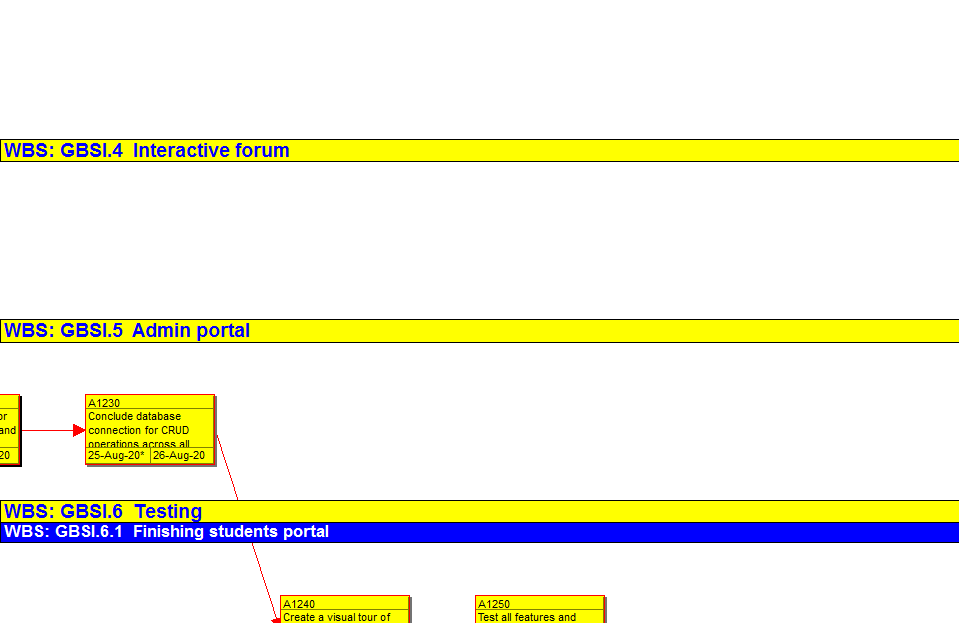 WBS: GBSI.4 Interactive forum
WBS: GBSI.5 Admin portal
and
20
A1230
Conclude database
connection for CRUD
operations across all
25-Aug-20* 26-Aug-20
WBS: GBSI.6 Testing
WBS: GBSI.6.1 Finishing students portal
A1240
Create a visual tour of
A1250
Test all features and